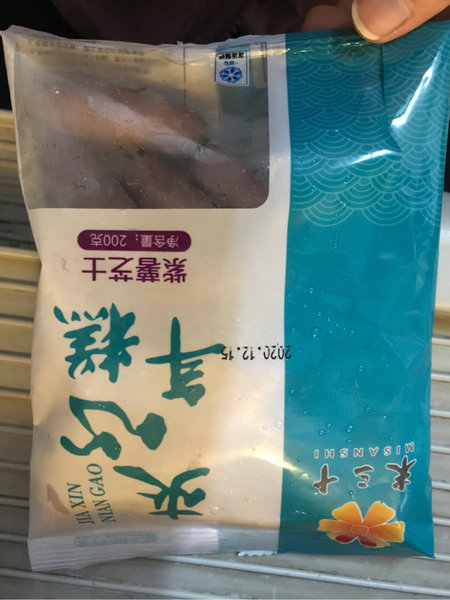 米三十
MISANSHI
夹心
年糕
JIA XIN
NIAN GAO
2020.12.15
紫薯芝士
净含量：200克